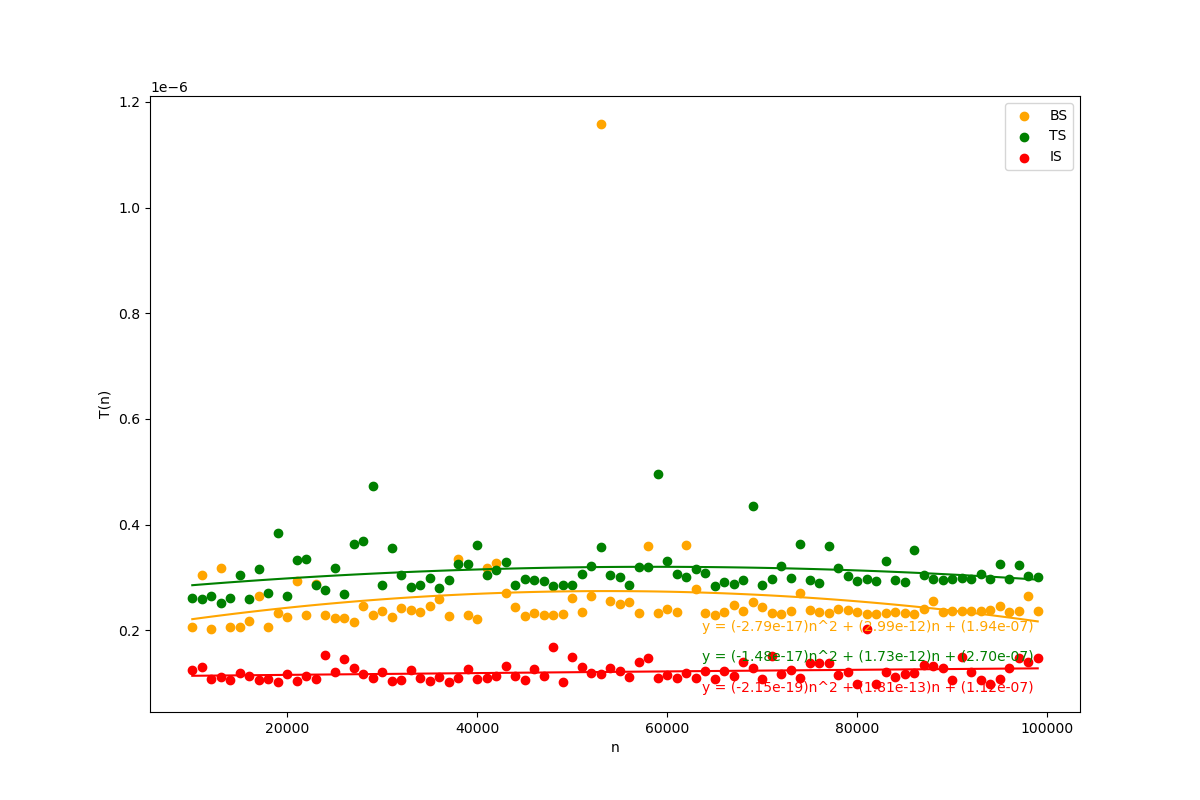 1e−6
1.2
1.0
0.8
0.6
0.4
0.2
T(n)
BS
TS
IS
y = (-2.79e-17)n^2 + (2.99e-12)n + (1.94e-07)
y = (-1.48e-17)n^2 + (1.73e-12)n + (2.70e-07)
y = (-2.15e-19)n^2 + (1.81e-13)n + (1.12e-07)
20000 40000 60000 80000 100000
n